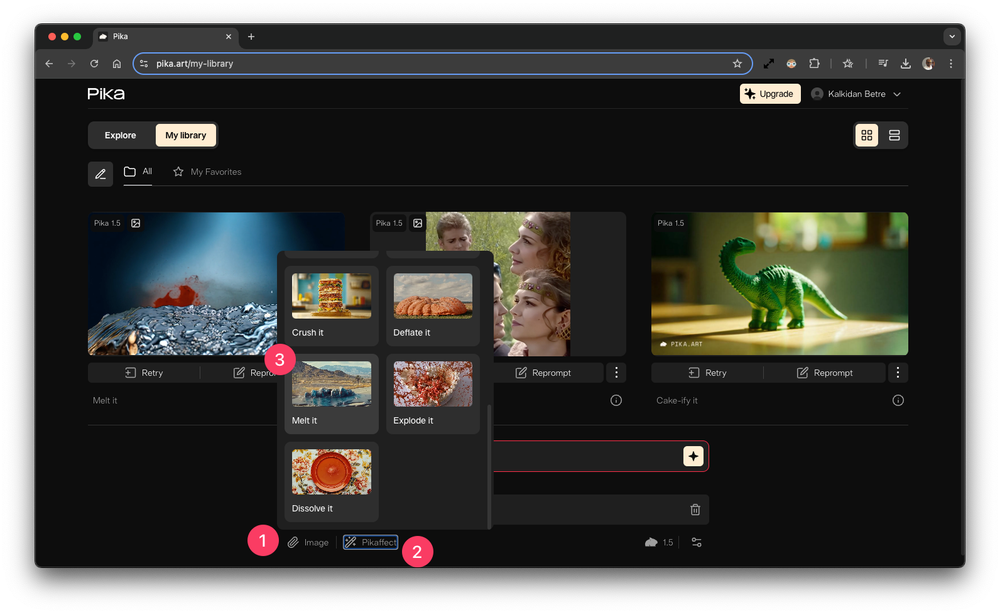 Pika
pika.art/my-library
Pika
Upgrade
Kalkidan Betre
Explore
My library
All
My Favorites
Pika 1.5
Pika 1.5
Pika 1.5
PIKA.ART
Crush it
Deflate it
3
Melt it
Explode it
Dissolve it
Retry
Repro
Reprompt
Retry
Reprompt
Melt it
Cake-ify it
1
Image
Pikaffect
2
1.5